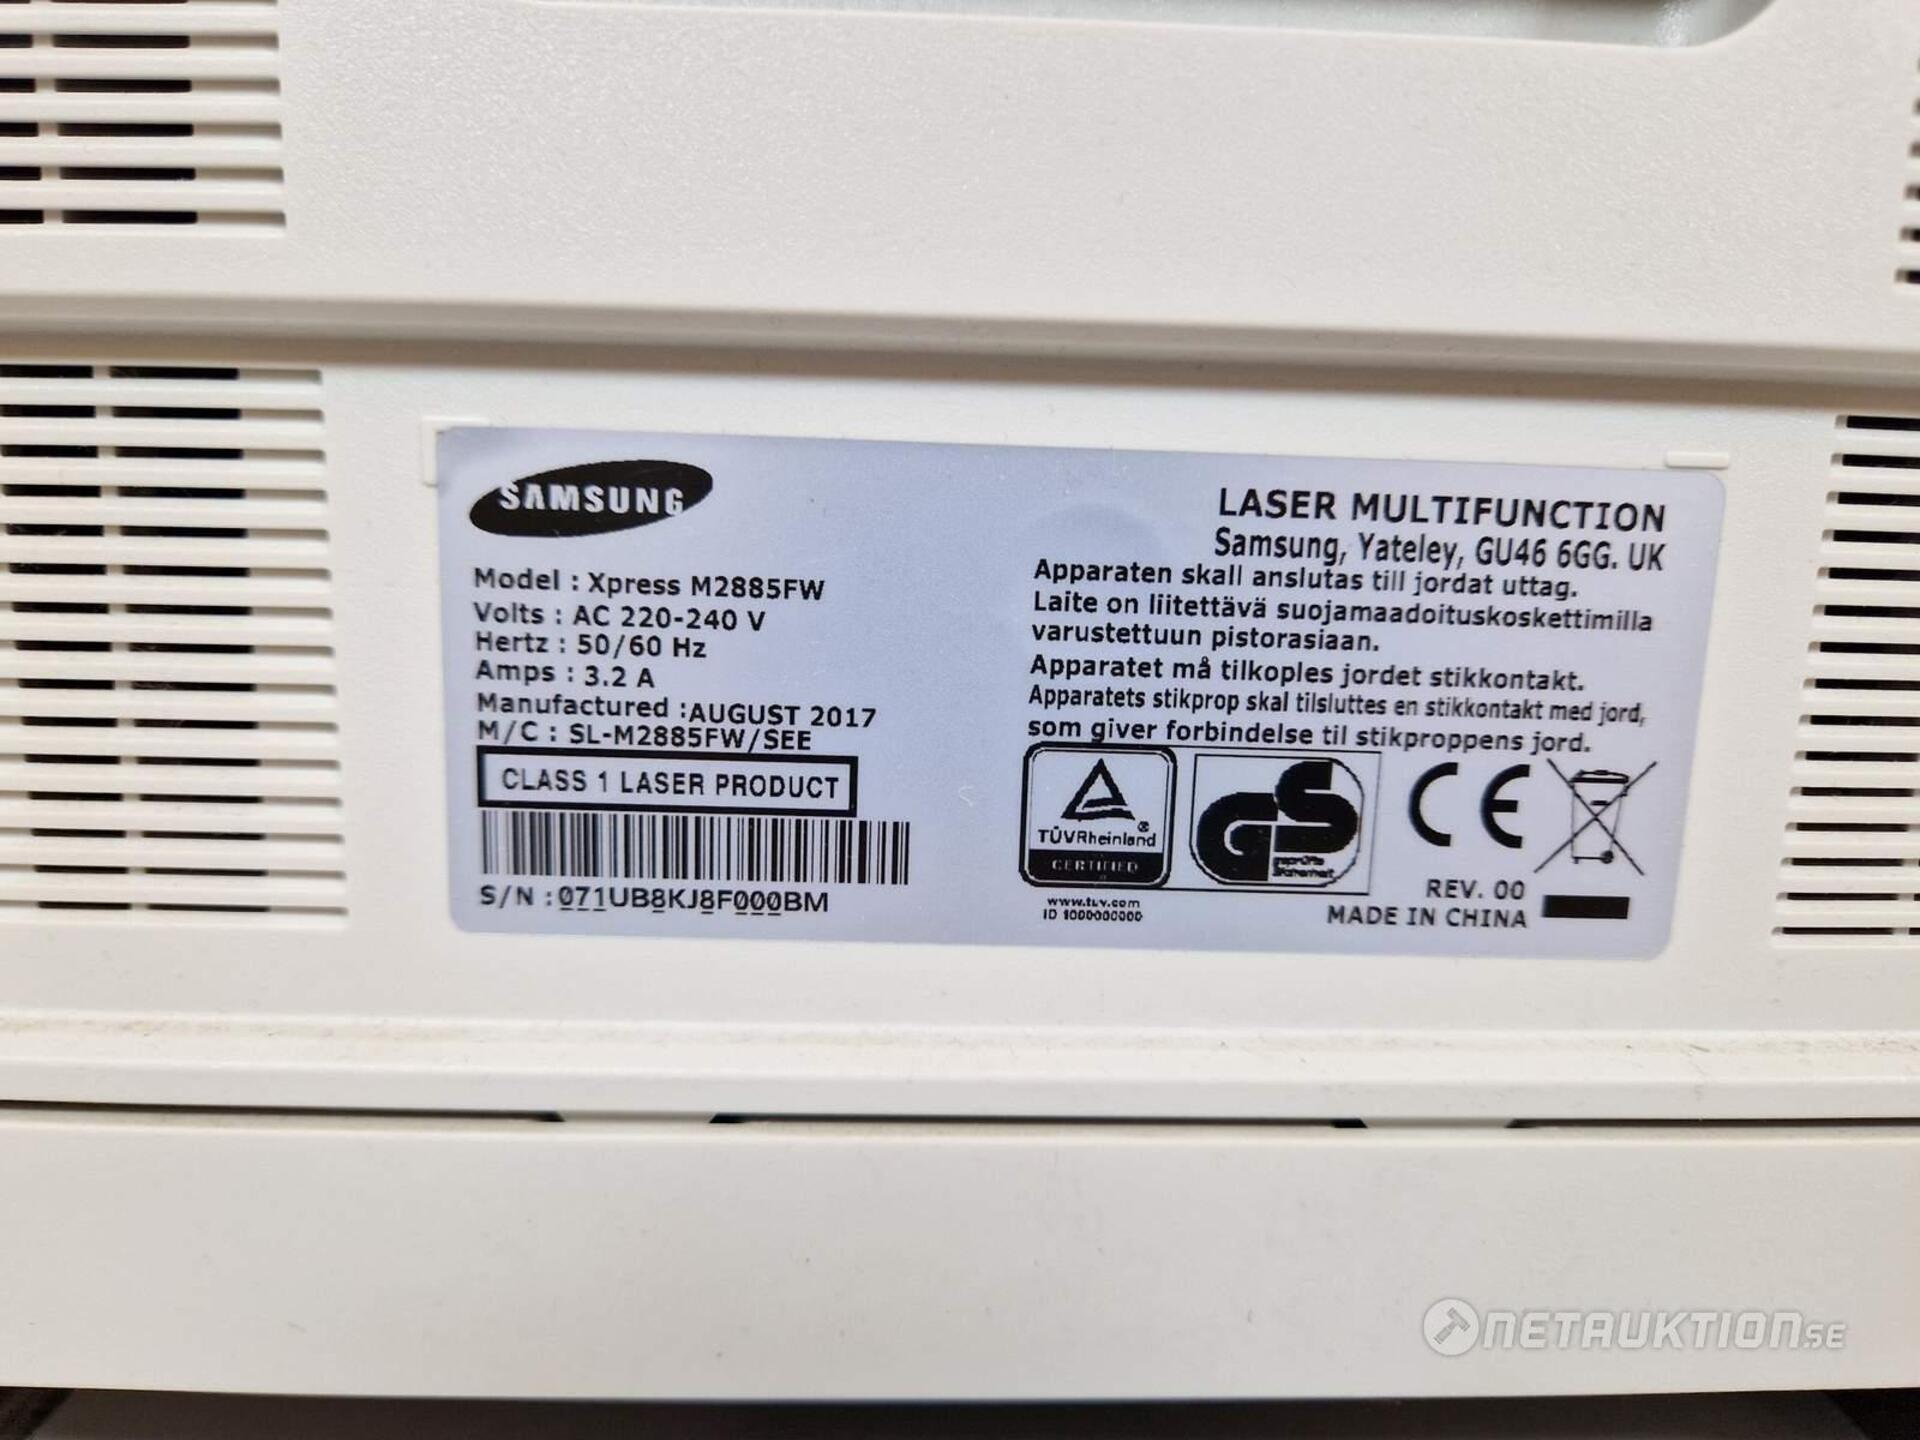 SAMSUNG
Model : Xpress M2885FW
Volts : AC 220-240 V
Hertz : 50/60 Hz
Amps : 3.2 A
Manufactured :AUGUST 2017
M/C : SL-M2885FW/SEE
CLASS 1 LASER PRODUCT
S/N : 071UB8KJ8F000BM
LASER MULTIFUNCTION
Samsung, Yateley, GU46 6GG. UK
Apparaten skall anslutas till jordat uttag.
Laite on liitettävä suojamaadoituskoskettimilla
varustettuun pistorasiaan.
Apparatet må tilkoples jordet stikkontakt.
Apparatets stikprop skal tilsluttes en stikkontakt med jord,
som giver forbindelse til stikproppens jord.
TÜVRheinland ®
CERTIFIED
www.tuv.com
ID 1000000000
GS
geprüfte
Sicherheit
CE
REV. 00
MADE IN CHINA
NETAUKTION.SE